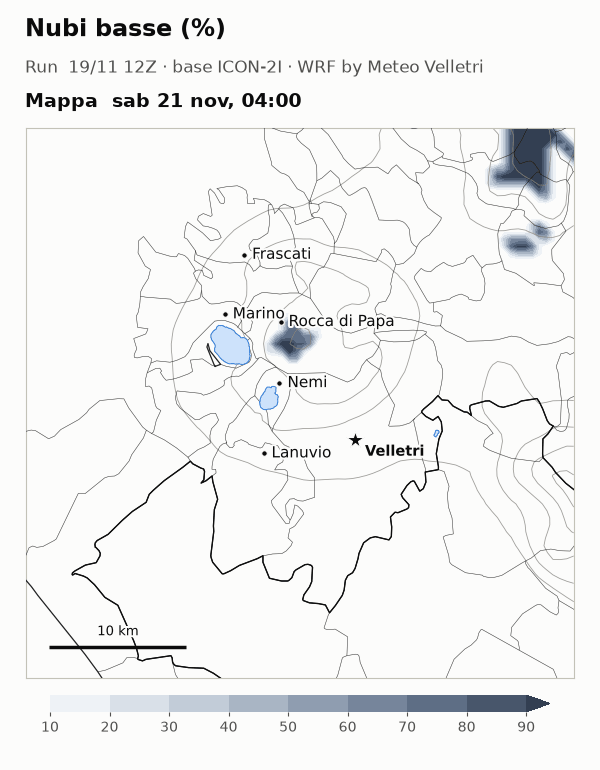 Nubi basse (%)
Run  19/11 12Z · base ICON-2I · WRF by Meteo Velletri
Mappa  sab 21 nov, 04:00
Frascati
Marino
Rocca di Papa
Nemi
Lanuvio
Velletri
10 km
10 20 30 40 50 60 70 80 90